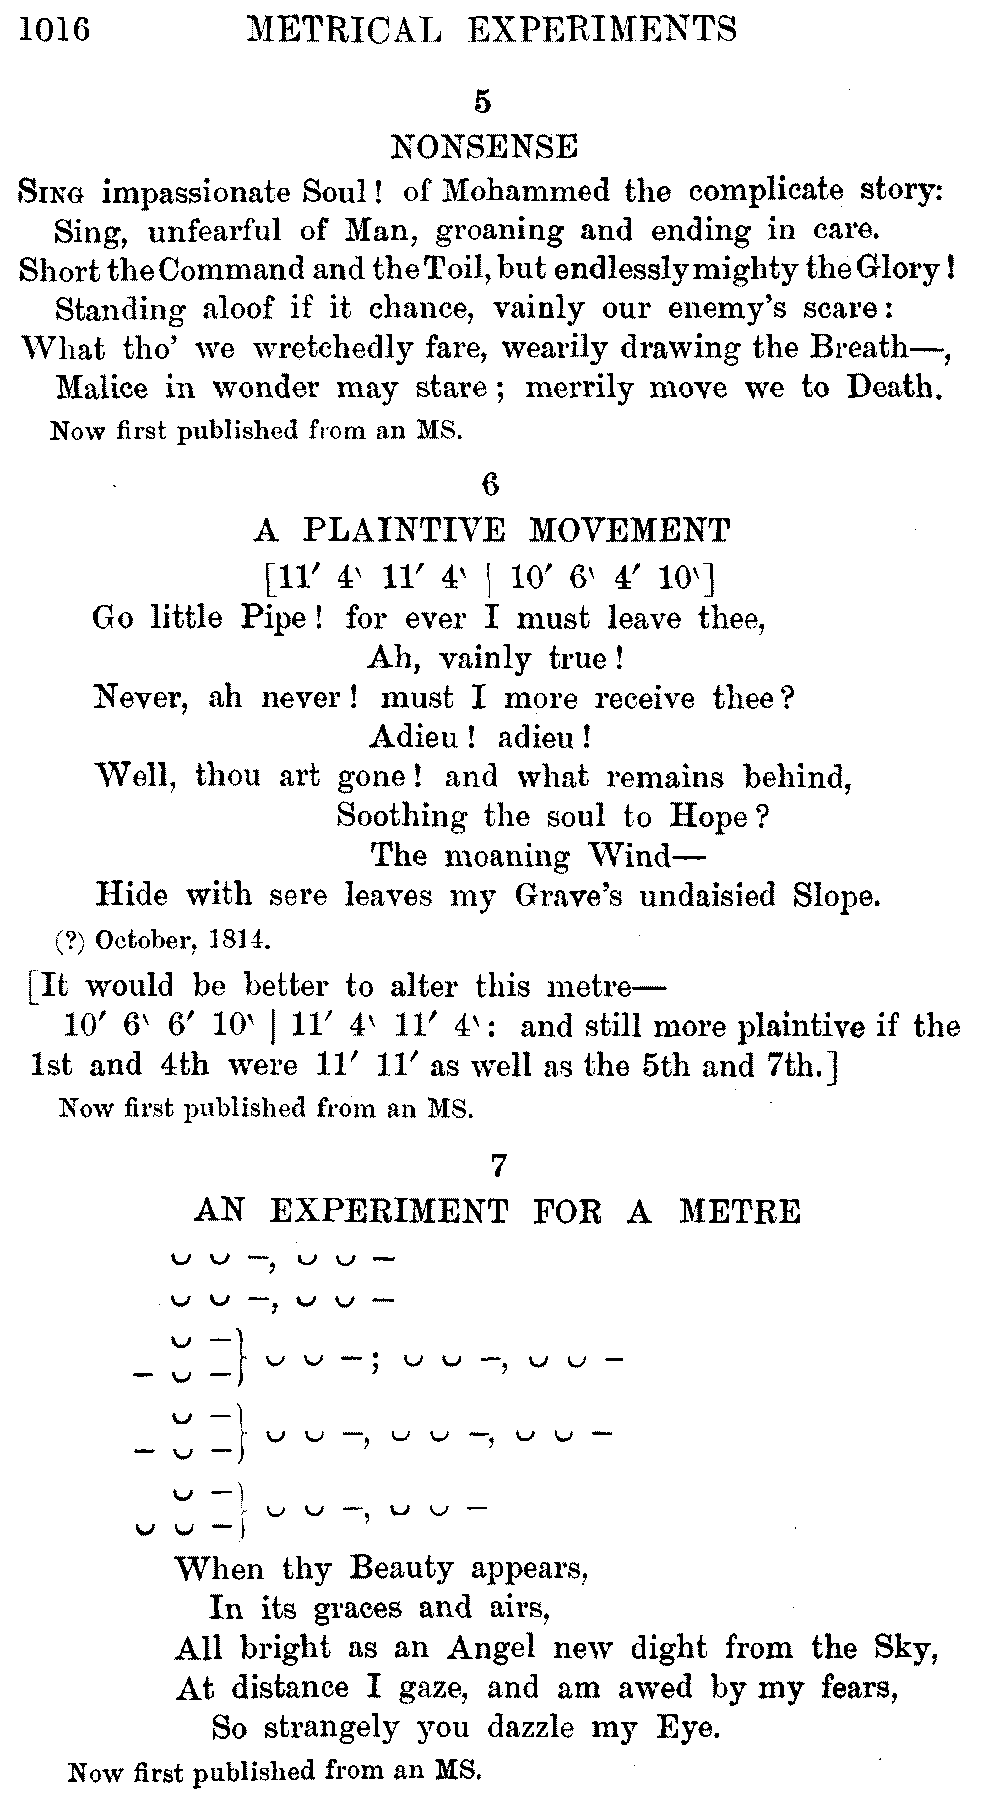 1016 METRICAL EXPERIMENTS
5
NONSENSE
SING impassionate Soul! of Mohammed the complicate story:
Sing, unfearful of Man, groaning and ending in care.
Short the Command and the Toil, but endlessly mighty the Glory!
Standing aloof if it chance, vainly our enemy's scare:
What tho' we wretchedly fare, wearily drawing the Breath—,
Malice in wonder may stare; merrily move we to Death.
Now first published from an MS.
6
A PLAINTIVE MOVEMENT
[11′ 4‵ 11′ 4‵ | 10′ 6‵ 4′ 10‵]
Go little Pipe! for ever I must leave thee,
Ah, vainly true!
Never, ah never! must I more receive thee?
Adieu! adieu!
Well, thou art gone! and what remains behind,
Soothing the soul to Hope?
The moaning Wind—
Hide with sere leaves my Grave's undaisied Slope.
(?) October, 1814.
[It would be better to alter this metre—
10′ 6‵ 6′ 10‵ | 11′ 4‵ 11′ 4‵: and still more plaintive if the
1st and 4th were 11′ 11′ as well as the 5th and 7th.]
Now first published from an MS.
7
AN EXPERIMENT FOR A METRE
⏑ ⏑ –, ⏑ ⏑ –
⏑ ⏑ –, ⏑ ⏑ –
⏑ –
– ⏑ –} ⏑ ⏑ –; ⏑ ⏑ –, ⏑ ⏑ –
⏑ –
– ⏑ –} ⏑ ⏑ –, ⏑ ⏑ –, ⏑ ⏑ –
⏑ –
⏑ ⏑ –} ⏑ ⏑ –, ⏑ ⏑ –
When thy Beauty appears,
In its graces and airs,
All bright as an Angel new dight from the Sky,
At distance I gaze, and am awed by my fears,
So strangely you dazzle my Eye.
Now first published from an MS.